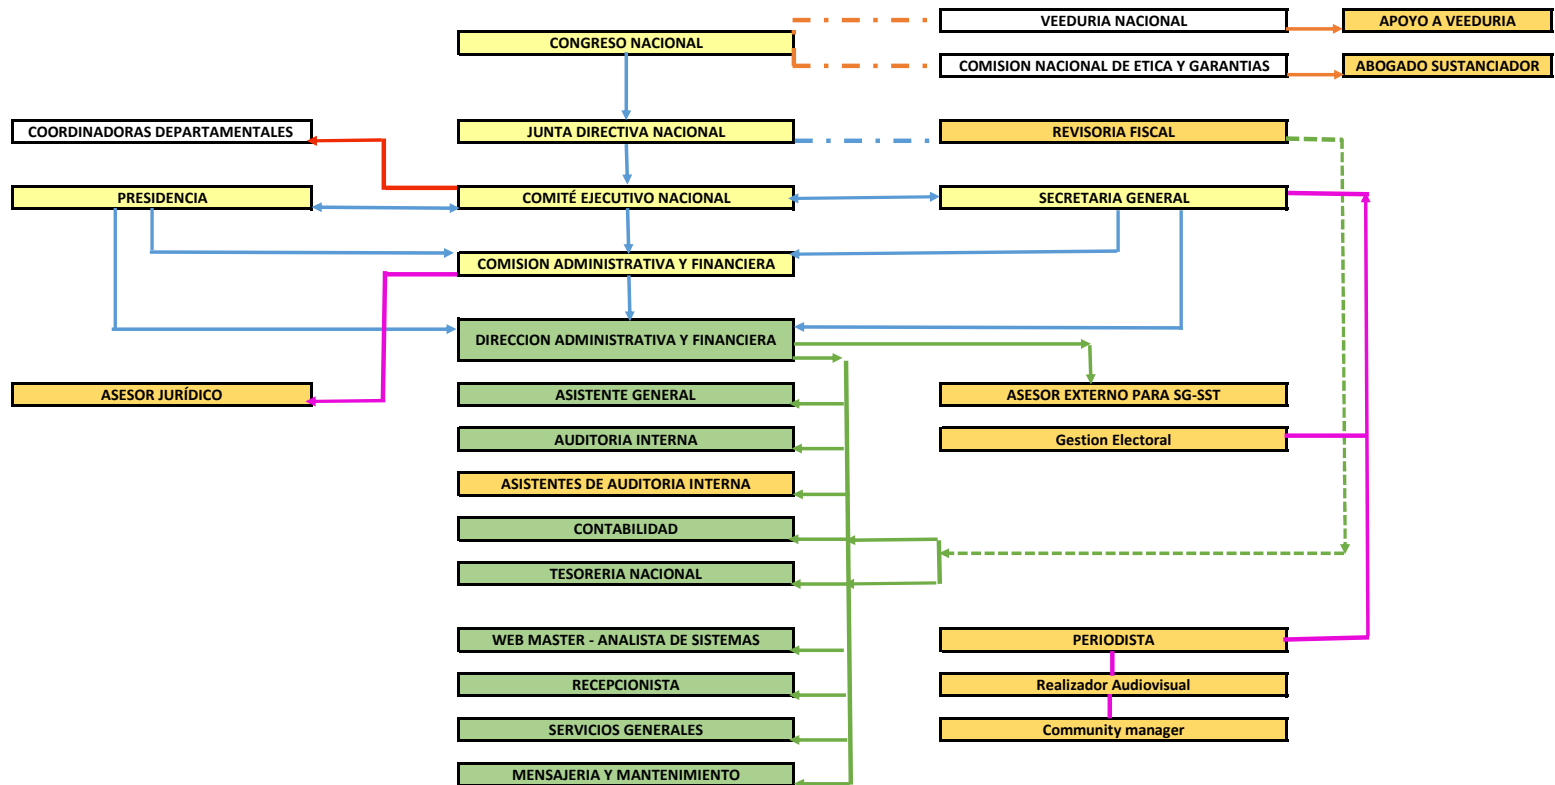 VEEDURIA NACIONAL
APOYO A VEEDURIA
CONGRESO NACIONAL
COMISION NACIONAL DE ETICA Y GARANTIAS
ABOGADO SUSTANCIADOR
COORDINADORAS DEPARTAMENTALES
JUNTA DIRECTIVA NACIONAL
REVISORIA FISCAL
PRESIDENCIA
COMITÉ EJECUTIVO NACIONAL
SECRETARIA GENERAL
COMISION ADMINISTRATIVA Y FINANCIERA
DIRECCION ADMINISTRATIVA Y FINANCIERA
ASESOR JURÍDICO
ASISTENTE GENERAL
ASESOR EXTERNO PARA SG-SST
AUDITORIA INTERNA
Gestion Electoral
ASISTENTES DE AUDITORIA INTERNA
CONTABILIDAD
TESORERIA NACIONAL
WEB MASTER - ANALISTA DE SISTEMAS
PERIODISTA
RECEPCIONISTA
Realizador Audiovisual
SERVICIOS GENERALES
Community manager
MENSAJERIA Y MANTENIMIENTO